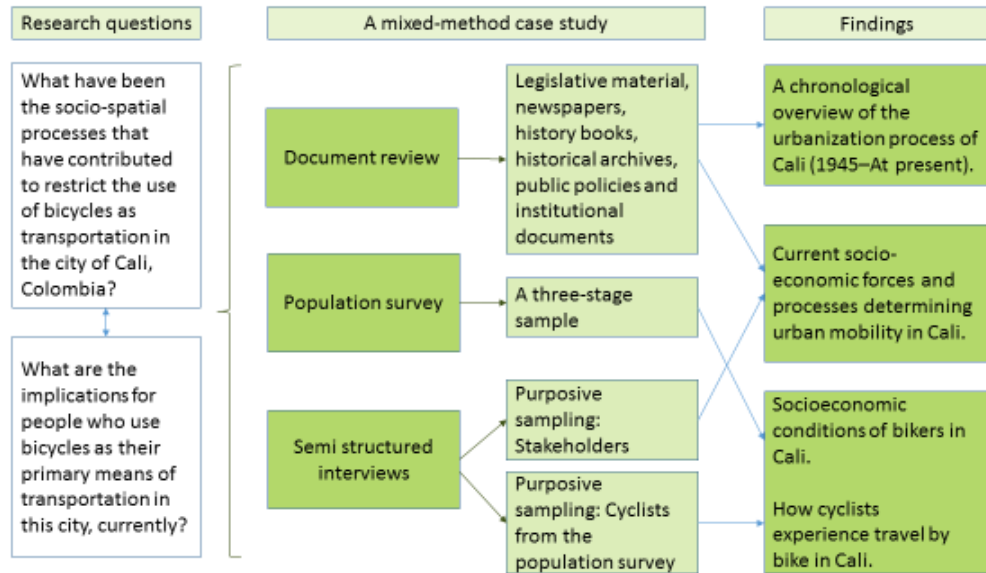 Research questions
A mixed-method case study
Findings
What have been
the socio-spatial
processes that
have contributed
to restrict the use
of bicycles as
transportation in
the city of Cali,
Colombia?
What are the
implications for
people who use
bicycles as their
primary means of
transportation in
this city, currently?
Document review
Population survey
Semi structured
interviews
Legislative material,
newspapers,
history books,
historical archives,
public policies and
institutional
documents
A three-stage
sample
Purposive
sampling:
Stakeholders
Purposive
sampling: Cyclists
from the
population survey
A chronological
overview of the
urbanization process of
Cali (1945–At present).
Current socio-
economic forces and
processes determining
urban mobility in Cali.
Socioeconomic
conditions of bikers in
Cali.
How cyclists
experience travel by
bike in Cali.